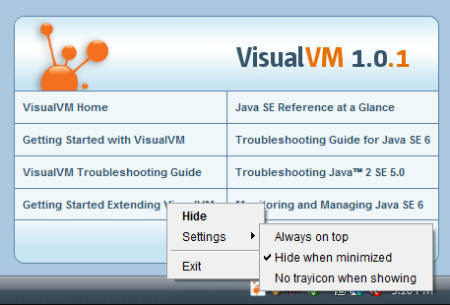 VisualVM 1.0.1
VisualVM Home
Java SE Reference at a Glance
Getting Started with VisualVM
Troubleshooting Guide for Java SE 6
VisualVM Troubleshooting Guide
Troubleshooting Java™ 2 SE 5.0
Getting Started Extending VisualVM
Monitoring and Managing Java SE 6
Hide
Settings
Exit
Always on top
Hide when minimized
No trayicon when showing